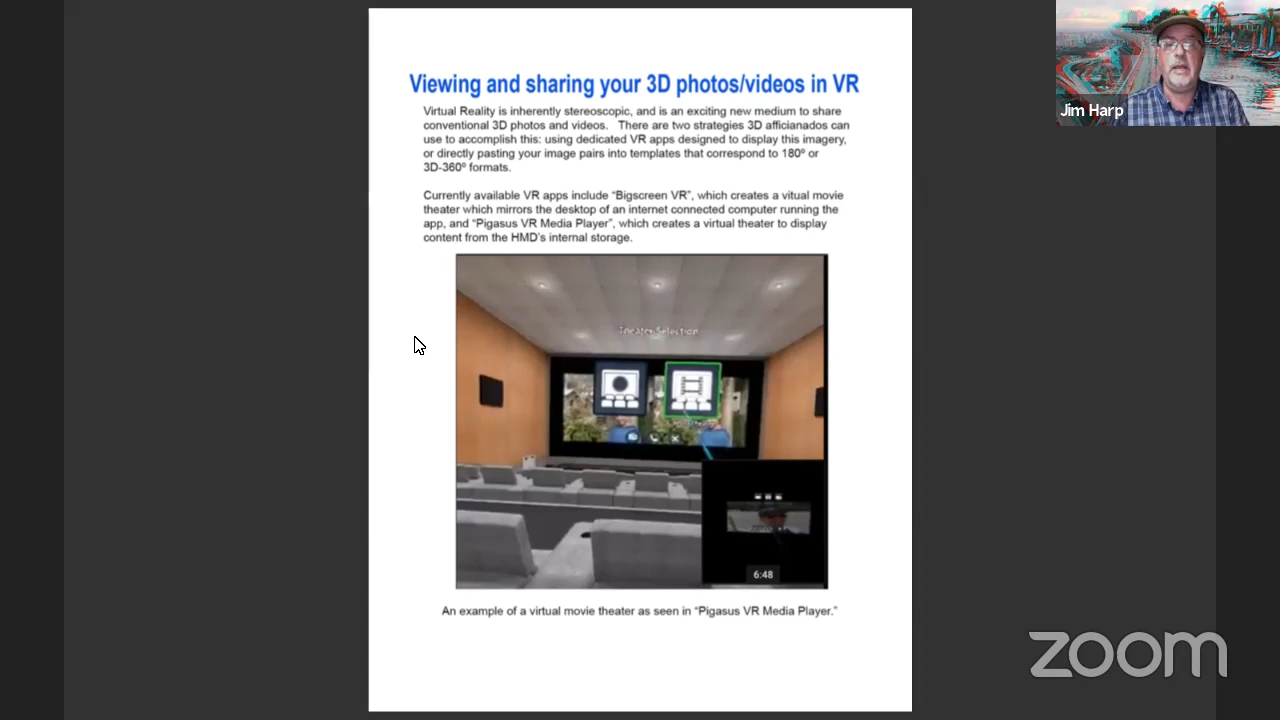 Viewing and sharing your 3D photos/videos in VR
Virtual Reality is inherently stereoscopic, and is an exciting new medium to share
conventional 3D photos and videos. There are two strategies 3D afficianados can
use to accomplish this: using dedicated VR apps designed to display this imagery,
or directly pasting your image pairs into templates that correspond to 180º or
3D-360º formats.
Currently available VR apps include “Bigscreen VR”, which creates a vitual movie
theater which mirrors the desktop of an internet connected computer running the
app, and “Pigasus VR Media Player”, which creates a virtual theater to display
content from the HMD’s internal storage.
Theater Selection
6:48
An example of a virtual movie theater as seen in “Pigasus VR Media Player.”
Jim Harp
zoom